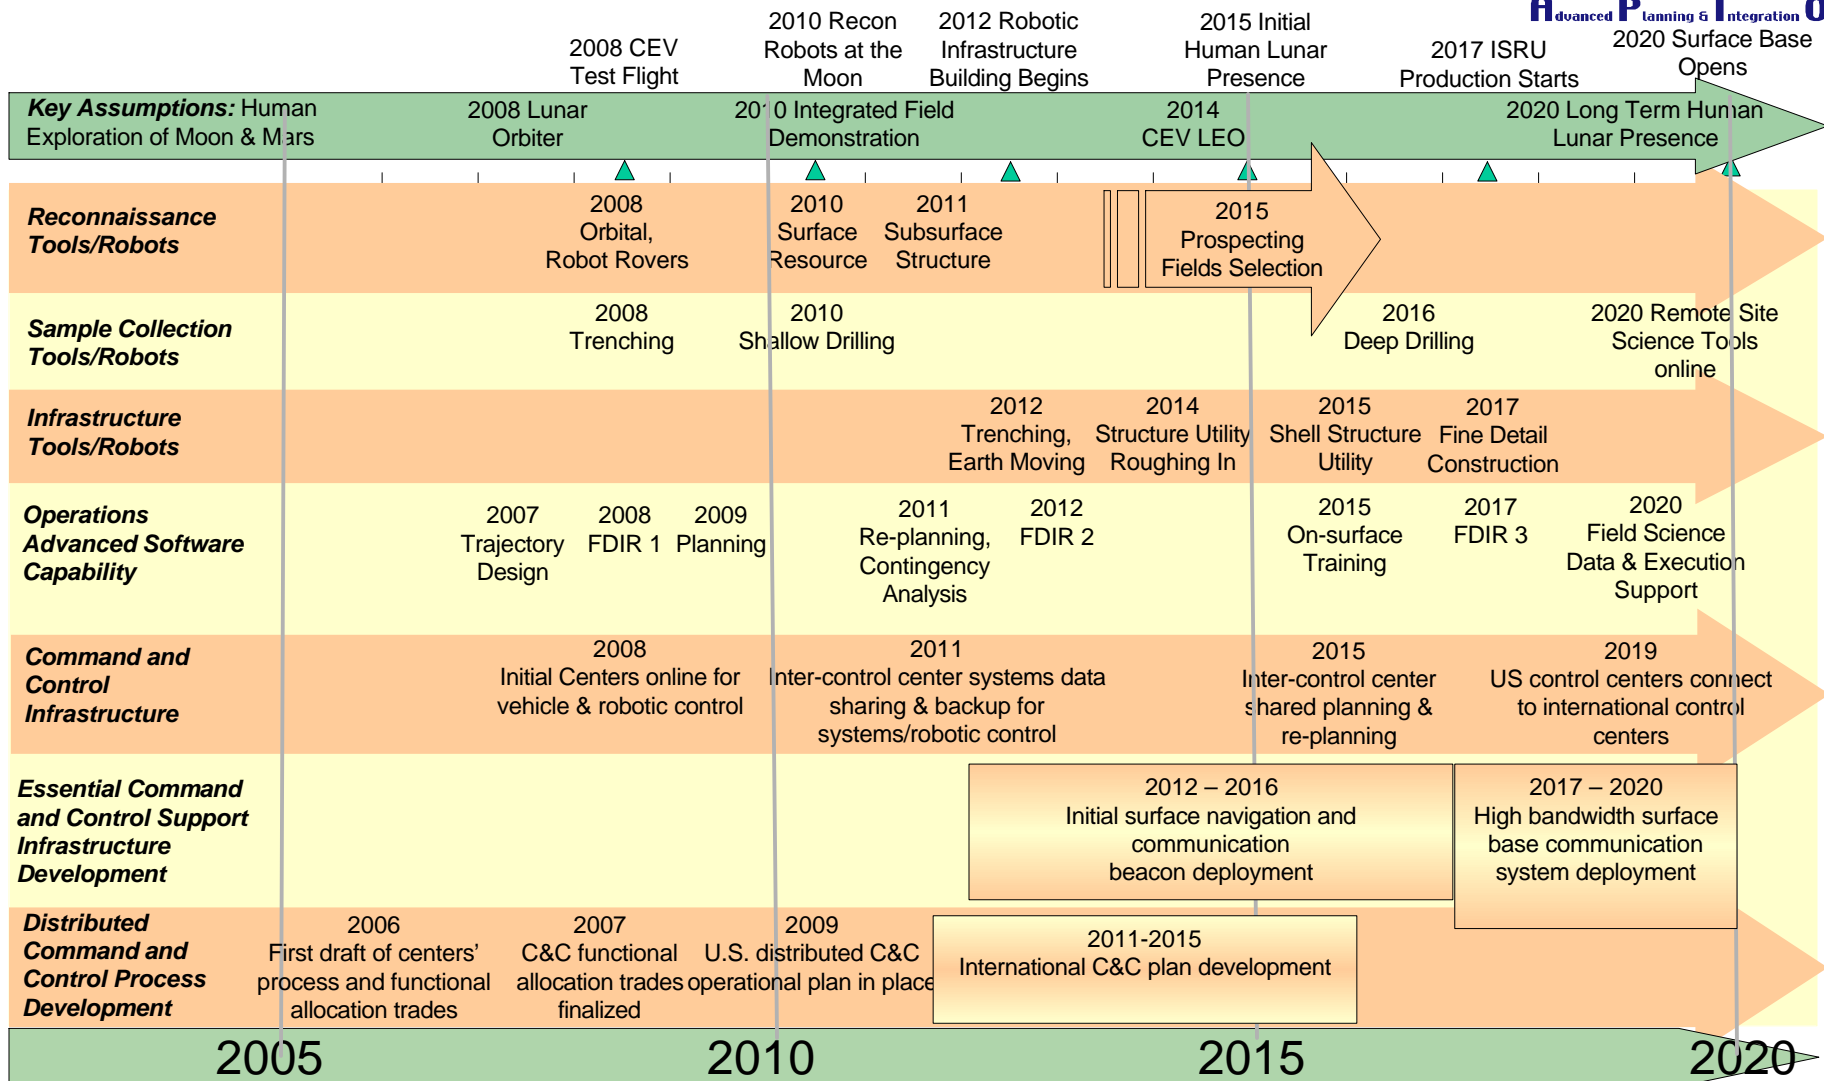 Advanced Planning & Integration O
2008 CEV
Test Flight
2010 Recon
Robots at the
Moon
2012 Robotic
Infrastructure
Building Begins
2015 Initial
Human Lunar
Presence
2017 ISRU
Production Starts
2020 Surface Base
Opens
Key Assumptions: Human
Exploration of Moon & Mars
2008 Lunar
Orbiter
2010 Integrated Field
Demonstration
2014
CEV LEO
2020 Long Term Human
Lunar Presence
Reconnaissance
Tools/Robots
2008
Orbital,
Robot Rovers
2010
Surface
Resource
2011
Subsurface
Structure
2015
Prospecting
Fields Selection
Sample Collection
Tools/Robots
2008
Trenching
2010
Shallow Drilling
2016
Deep Drilling
2020 Remote Site
Science Tools
online
Infrastructure
Tools/Robots
2012
Trenching,
Earth Moving
2014
Structure Utility
Roughing In
2015
Shell Structure
Utility
2017
Fine Detail
Construction
Operations
Advanced Software
Capability
2007
Trajectory
Design
2008
FDIR 1
2009
Planning
2011
Re-planning,
Contingency
Analysis
2012
FDIR 2
2015
On-surface
Training
2017
FDIR 3
2020
Field Science
Data & Execution
Support
Command and
Control
Infrastructure
2008
Initial Centers online for
vehicle & robotic control
2011
Inter-control center systems data
sharing & backup for
systems/robotic control
2015
Inter-control center
shared planning &
re-planning
2019
US control centers connect
to international control
centers
Essential Command
and Control Support
Infrastructure
Development
2012 – 2016
Initial surface navigation and
communication
beacon deployment
2017 – 2020
High bandwidth surface
base communication
system deployment
Distributed
Command and
Control Process
Development
2006
First draft of centers’
process and functional
allocation trades
2007
C&C functional
allocation trades
finalized
2009
U.S. distributed C&C
operational plan in place
2011-2015
International C&C plan development
2005
2010
2015
2020